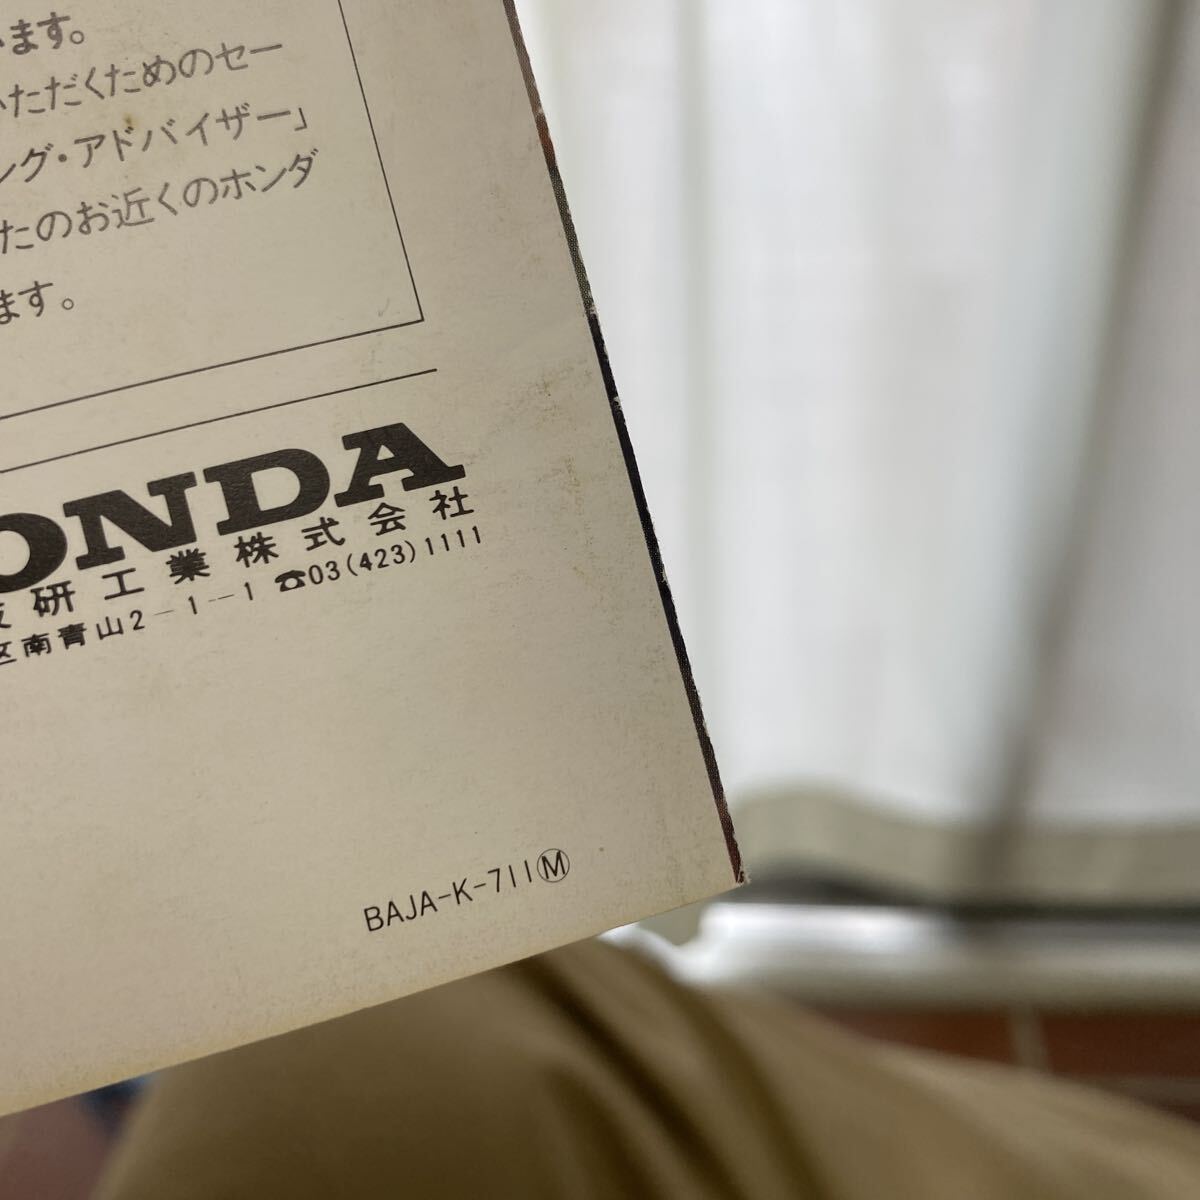 います。
いただくためのセー
ング・アドバイザー」
たのお近くのホンダ
ます。
ONDA
技研工業株式会社
区南青山2-1-1 ☎03(423)1111
BAJA-K-711Ⓜ